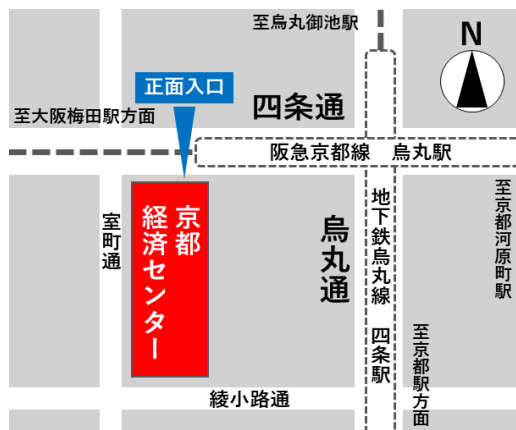 至烏丸御池駅
N
正面入口
四条通
至大阪梅田駅方面
阪急京都線 烏丸駅
室町通
京都
経済センター
烏丸通
地下鉄烏丸線 四条駅
至京都河原町駅
至京都駅方面
綾小路通